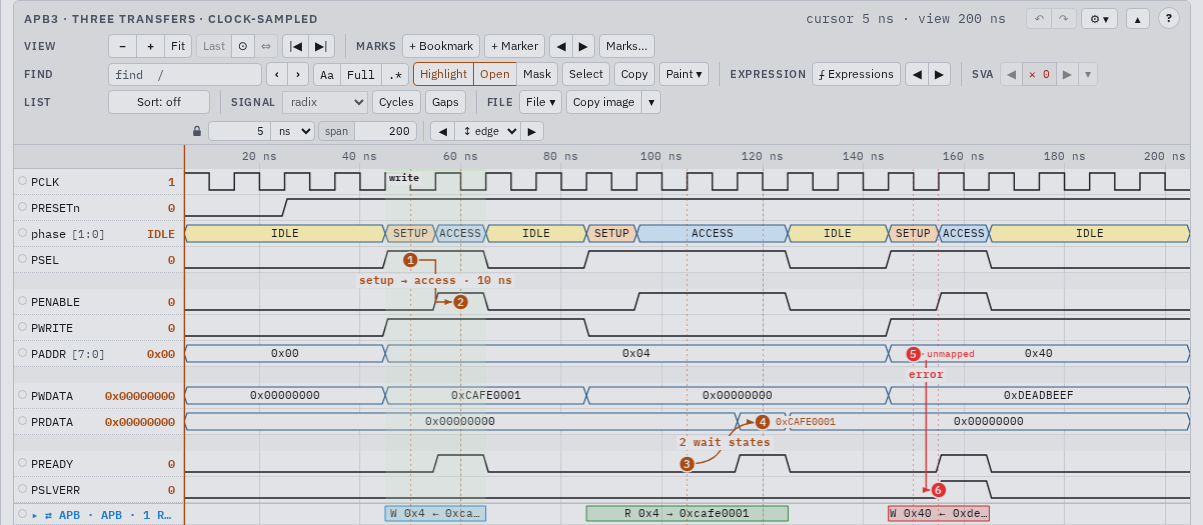 APB3 · THREE TRANSFERS · CLOCK-SAMPLED cursor 5 ns · view 200 ns ↶ ↷ ⚙ ▾ ▲ ?
VIEW − + Fit Last ⊙ ⇔ |◀ ▶| MARKS + Bookmark + Marker ◀ ▶ Marks…
FIND find / ‹ › Aa Full .* Highlight Open Mask Select Copy Paint ▾ EXPRESSION ƒ Expressions ◀ ▶ SVA ◀ × 0 ▶ ▾
LIST Sort: off SIGNAL radix Cycles Gaps FILE File ▾ Copy image ▾
5 ns span 200 ◀ ↕ edge ▶
20 ns 40 ns 60 ns 80 ns 100 ns 120 ns 140 ns 160 ns 180 ns 200 ns
PCLK 1 write
PRESETn 0
phase [1:0] IDLE IDLE SETUP ACCESS IDLE SETUP ACCESS IDLE SETUP ACCESS IDLE
PSEL 0 1
setup → access · 10 ns
PENABLE 0 2
PWRITE 0
PADDR [7:0] 0x00 0x00 0x04 5 unmapped 0x40
error
PWDATA 0x00000000 0x00000000 0xCAFE0001 0x00000000 0xDEADBEEF
PRDATA 0x00000000 0x00000000 4 0xCAFE0001 0x00000000
2 wait states
PREADY 0 3
PSLVERR 0 6
▸ ⇄ APB · APB · 1 R… W 0x4 ← 0xca… R 0x4 → 0xcafe0001 W 0x40 ← 0xde…